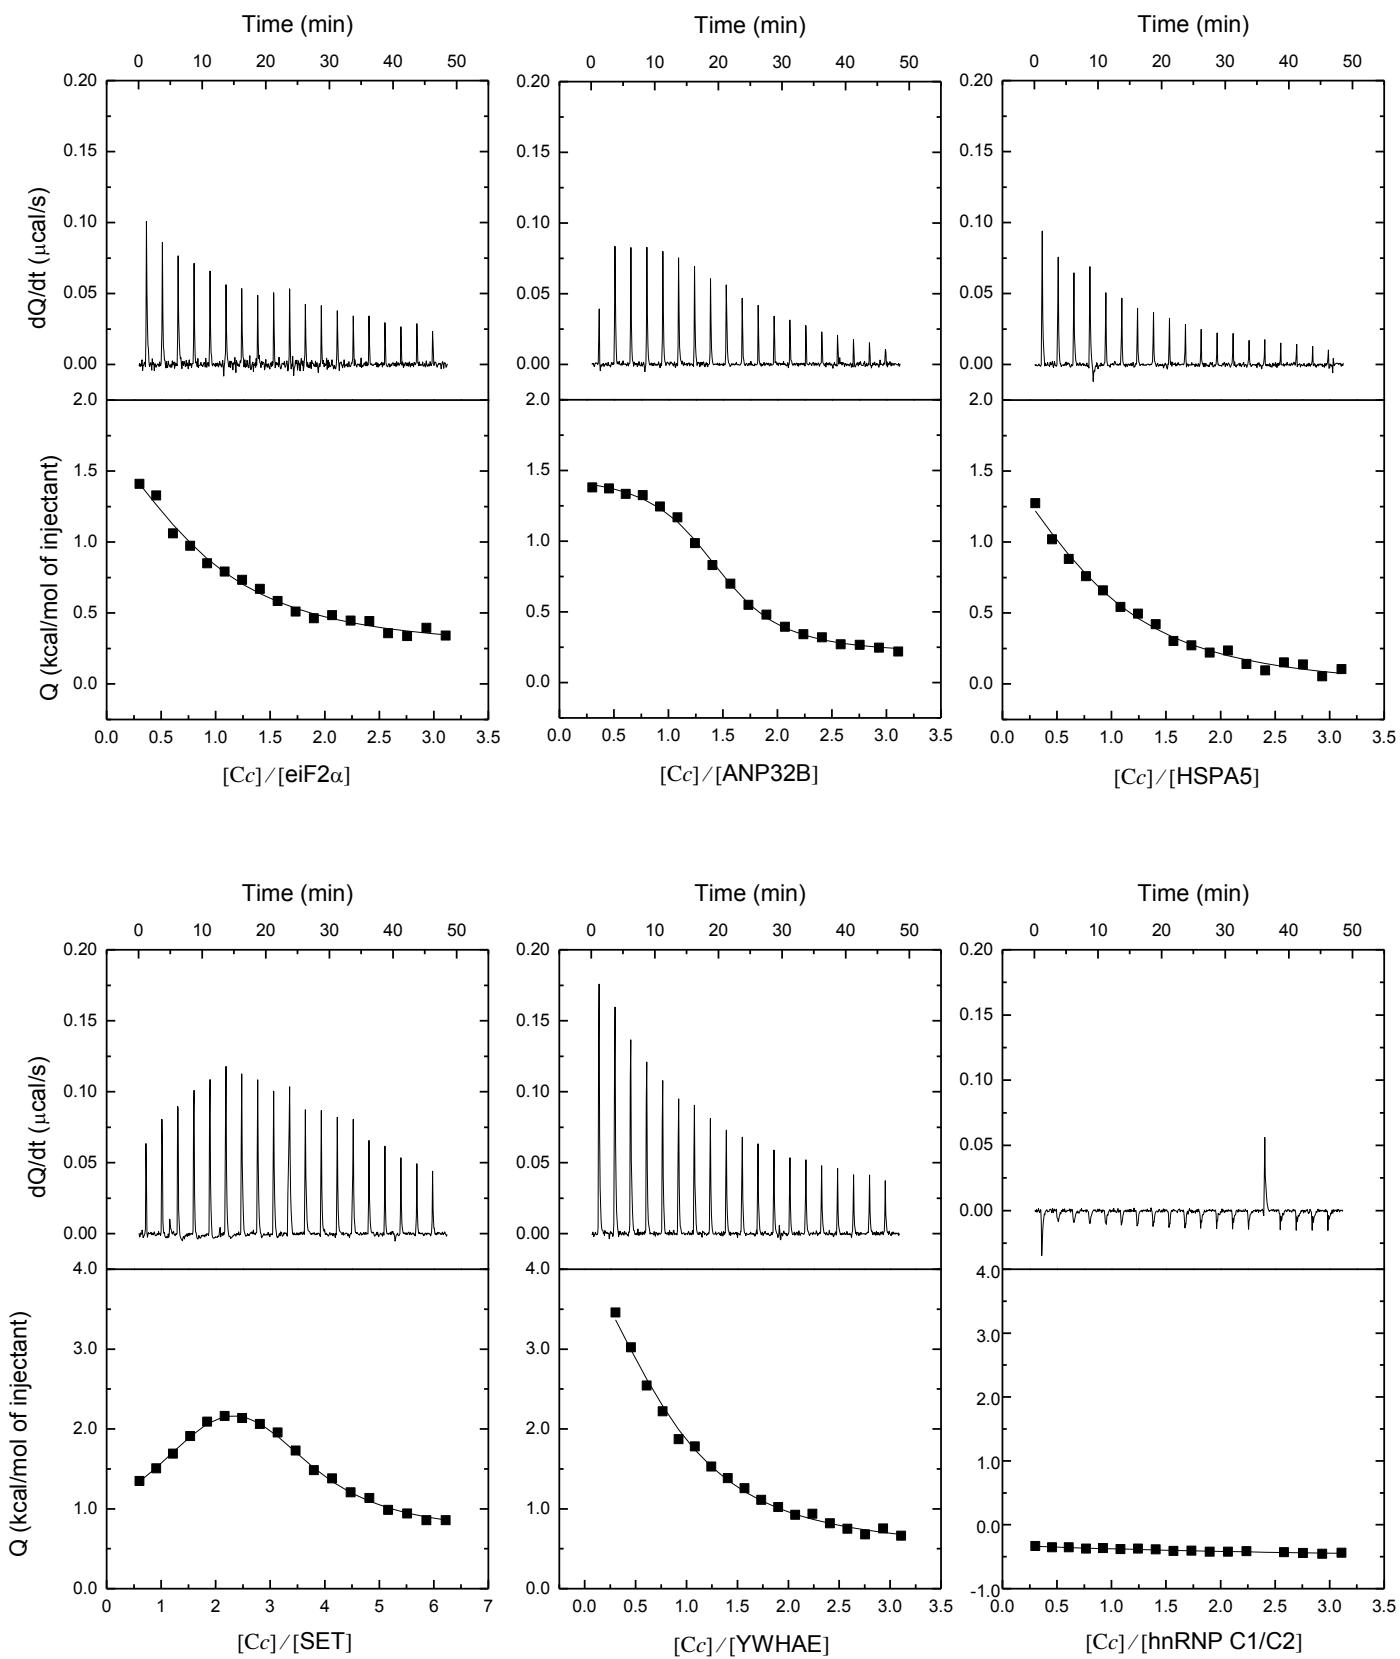 Time (min) Time (min) Time (min)
0 10 20 30 40 50 0 10 20 30 40 50 0 10 20 30 40 50
0.20 0.20 0.20
0.15 0.15 0.15
0.10 0.10 0.10
0.05 0.05 0.05
0.00 0.00 0.00
dQ/dt (μcal/s)
2.0 2.0 2.0
1.5 1.5 1.5
1.0 1.0 1.0
0.5 0.5 0.5
0.0 0.0 0.0
Q (kcal/mol of injectant)
0.0 0.5 1.0 1.5 2.0 2.5 3.0 3.5 0.0 0.5 1.0 1.5 2.0 2.5 3.0 3.5 0.0 0.5 1.0 1.5 2.0 2.5 3.0 3.5
[Cc]/[eiF2α] [Cc]/[ANP32B] [Cc]/[HSPA5]
Time (min) Time (min) Time (min)
0 10 20 30 40 50 0 10 20 30 40 50 0 10 20 30 40 50
0.20 0.20 0.20
0.15 0.15 0.15
0.10 0.10 0.10
0.05 0.05 0.05
0.00 0.00 0.00
dQ/dt (μcal/s)
4.0 4.0 4.0
3.0 3.0 3.0
2.0 2.0 2.0
1.0 1.0 1.0
0.0 0.0 0.0
-1.0
Q (kcal/mol of injectant)
0 1 2 3 4 5 6 7 0.0 0.5 1.0 1.5 2.0 2.5 3.0 3.5 0.0 0.5 1.0 1.5 2.0 2.5 3.0 3.5
[Cc]/[SET] [Cc]/[YWHAE] [Cc]/[hnRNP C1/C2]